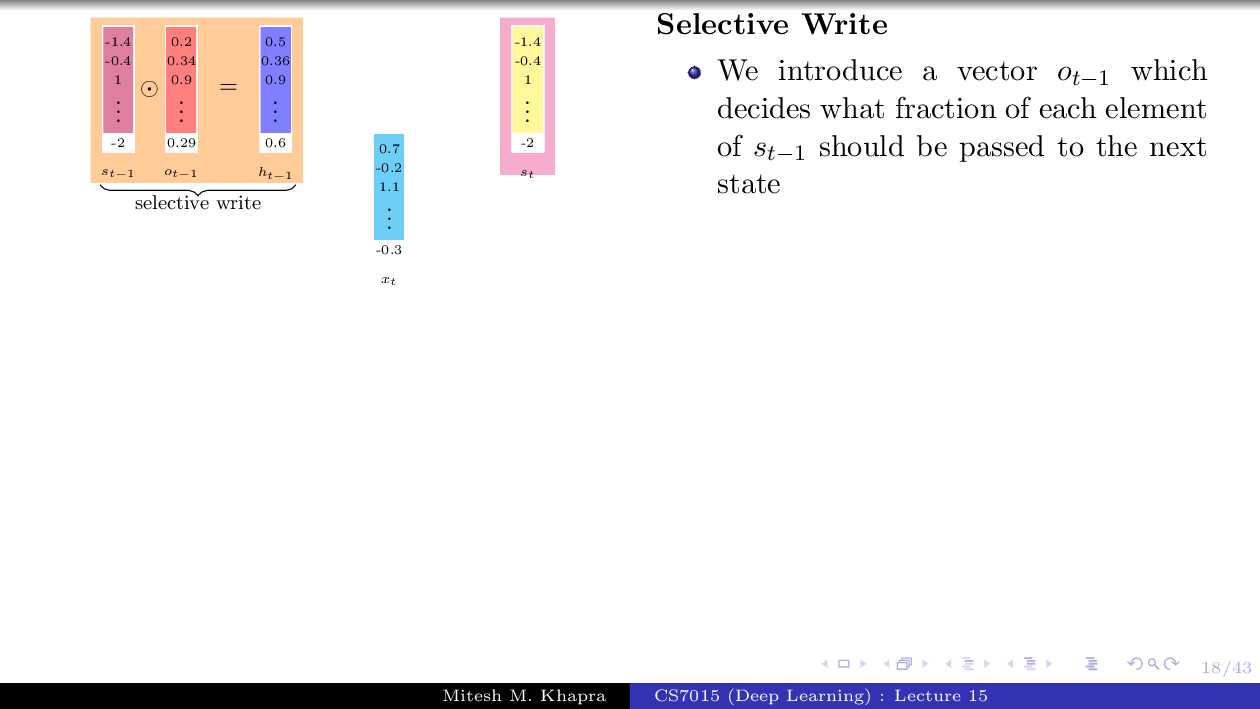 -1.4
-0.4
1
⋮
-2
s_{t−1}
⊙
0.2
0.34
0.9
⋮
0.29
o_{t−1}
=
0.5
0.36
0.9
⋮
0.6
h_{t−1}
selective write
0.7
-0.2
1.1
⋮
-0.3
x_t
-1.4
-0.4
1
⋮
-2
s_t
Selective Write
We introduce a vector o_{t−1} which
decides what fraction of each element
of s_{t−1} should be passed to the next
state
18/43
Mitesh M. Khapra
CS7015 (Deep Learning) : Lecture 15